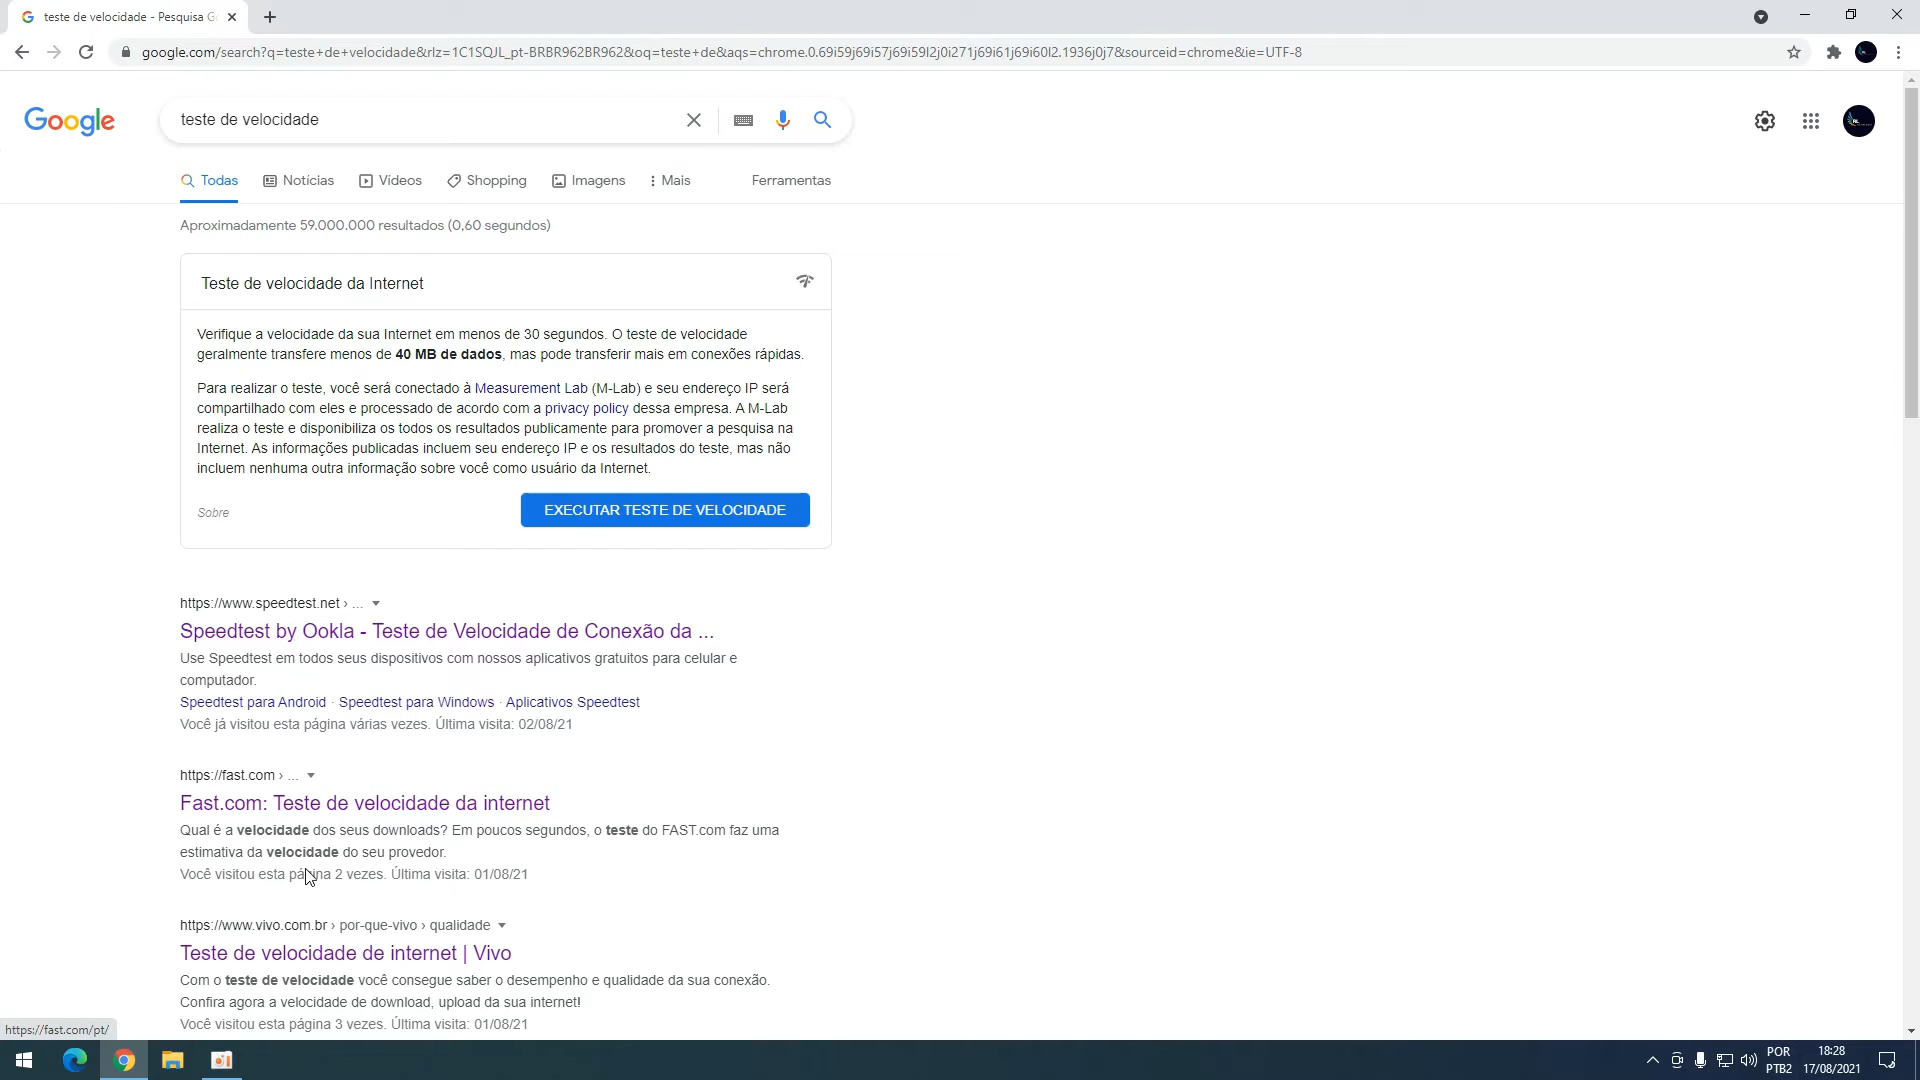 teste de velocidade - Pesquisa G
google.com/search?q=teste+de+velocidade&rlz=1C1SQJL_pt-BRBR962BR962&oq=teste+de&aqs=chrome.0.69i59j69i57j69i59l2j0i271j69i61j69i60l2.1936j0j7&sourceid=chrome&ie=UTF-8
Google
teste de velocidade
Todas Notícias Vídeos Shopping Imagens Mais Ferramentas
Aproximadamente 59.000.000 resultados (0,60 segundos)
Teste de velocidade da Internet
Verifique a velocidade da sua Internet em menos de 30 segundos. O teste de velocidade
geralmente transfere menos de 40 MB de dados, mas pode transferir mais em conexões rápidas.
Para realizar o teste, você será conectado à Measurement Lab (M-Lab) e seu endereço IP será
compartilhado com eles e processado de acordo com a privacy policy dessa empresa. A M-Lab
realiza o teste e disponibiliza os todos os resultados publicamente para promover a pesquisa na
Internet. As informações publicadas incluem seu endereço IP e os resultados do teste, mas não
incluem nenhuma outra informação sobre você como usuário da Internet.
Sobre EXECUTAR TESTE DE VELOCIDADE
https://www.speedtest.net › ...
Speedtest by Ookla - Teste de Velocidade de Conexão da ...
Use Speedtest em todos seus dispositivos com nossos aplicativos gratuitos para celular e
computador.
Speedtest para Android · Speedtest para Windows · Aplicativos Speedtest
Você já visitou esta página várias vezes. Última visita: 02/08/21
https://fast.com › ...
Fast.com: Teste de velocidade da internet
Qual é a velocidade dos seus downloads? Em poucos segundos, o teste do FAST.com faz uma
estimativa da velocidade do seu provedor.
Você visitou esta página 2 vezes. Última visita: 01/08/21
https://www.vivo.com.br › por-que-vivo › qualidade
Teste de velocidade de internet | Vivo
Com o teste de velocidade você consegue saber o desempenho e qualidade da sua conexão.
Confira agora a velocidade de download, upload da sua internet!
Você visitou esta página 3 vezes. Última visita: 01/08/21
https://fast.com/pt/
POR 18:28
PTB2 17/08/2021